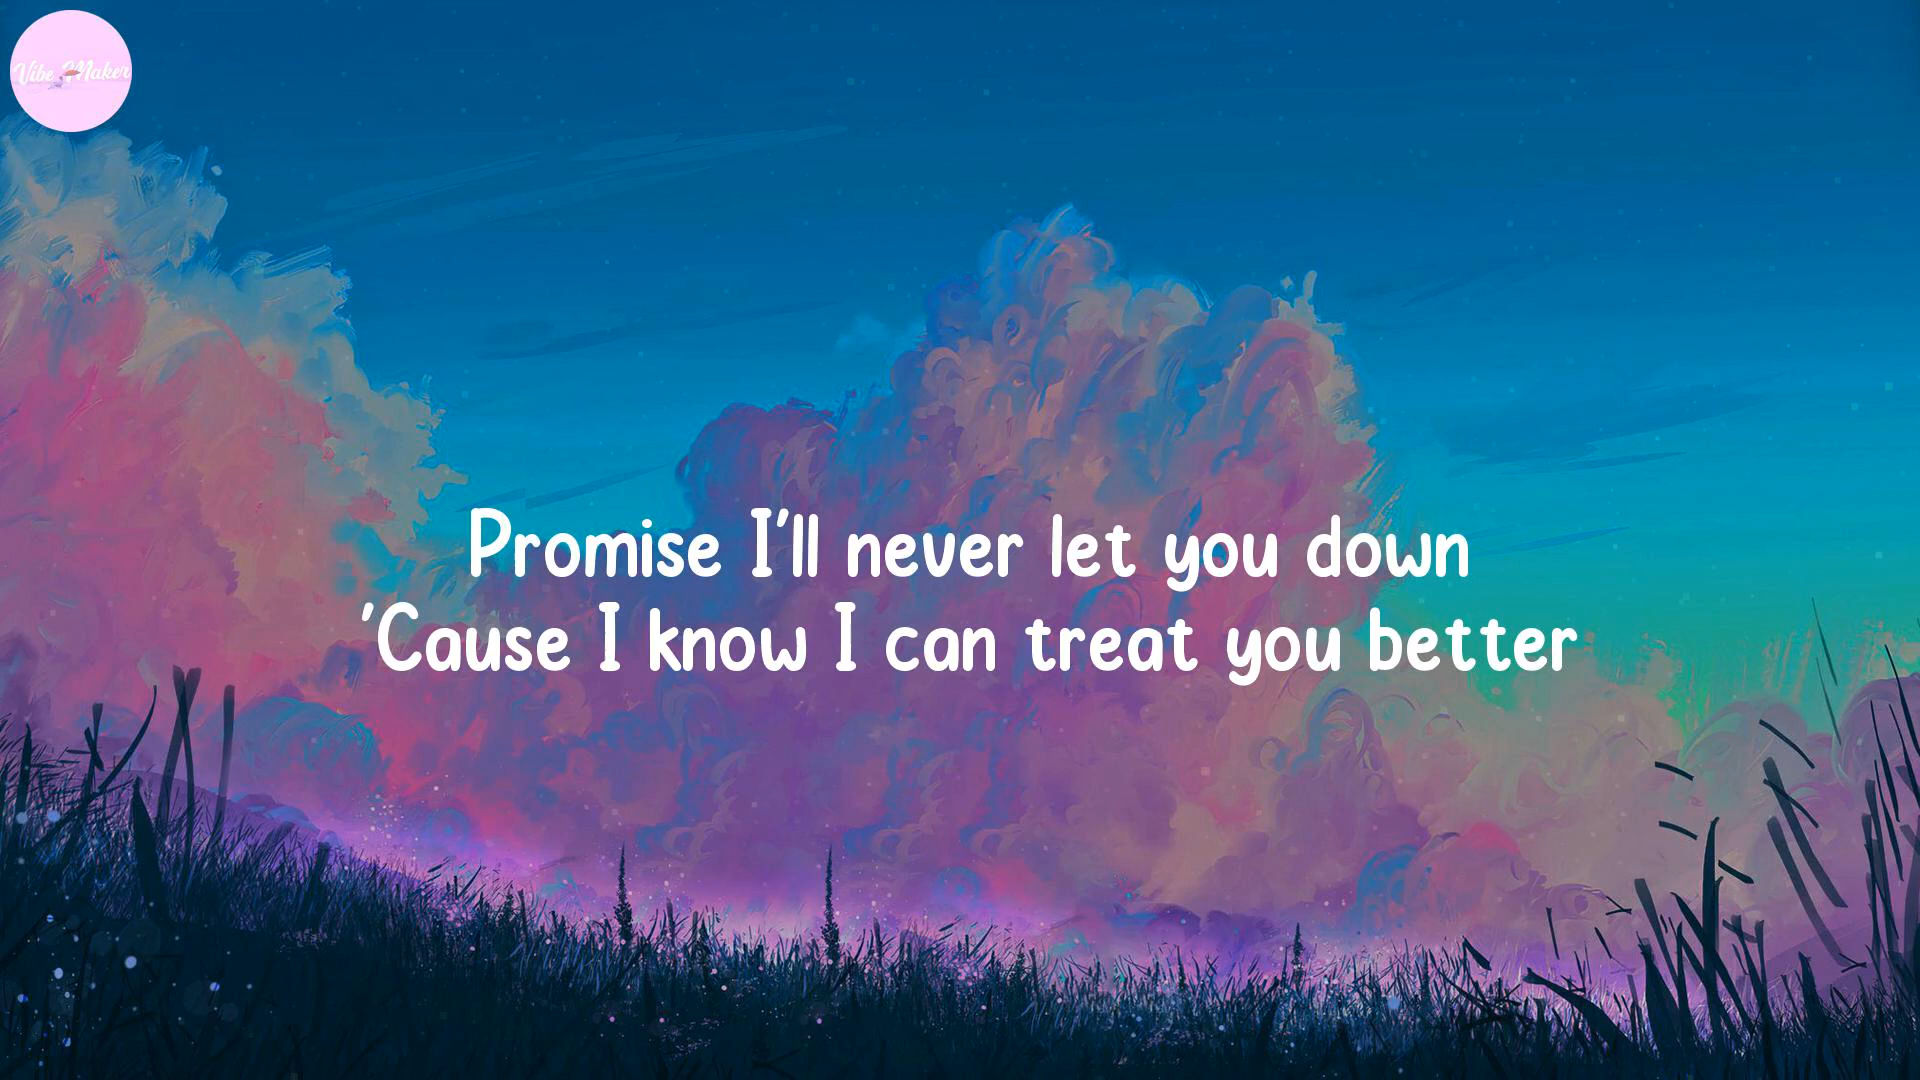 Vibe Maker
Promise I'll never let you down
'Cause I know I can treat you better